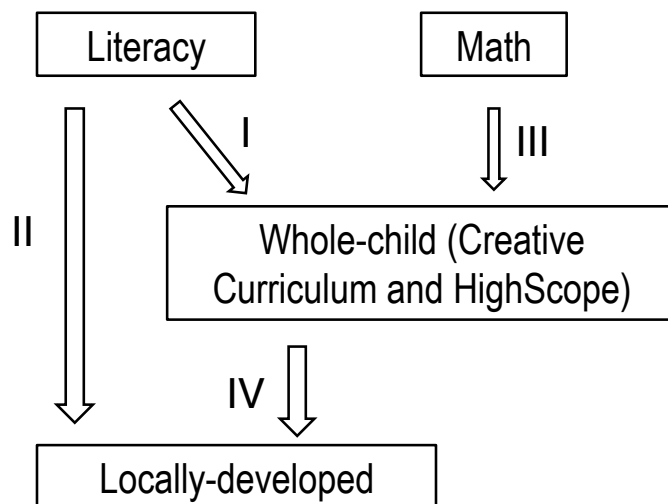 Literacy
Math
I
III
II
Whole-child (Creative
Curriculum and HighScope)
IV
Locally-developed